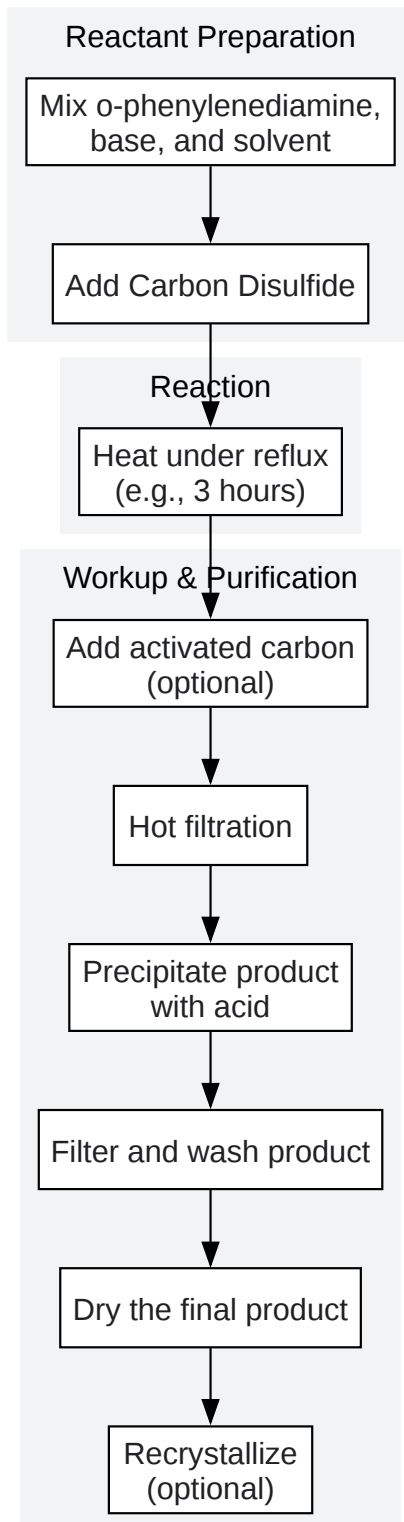 Reactant Preparation
Mix o-phenylenediamine,
base, and solvent
Add Carbon Disulfide
Reaction
Heat under reflux
(e.g., 3 hours)
Workup & Purification
Add activated carbon
(optional)
Hot filtration
Precipitate product
with acid
Filter and wash product
Dry the final product
Recrystallize
(optional)